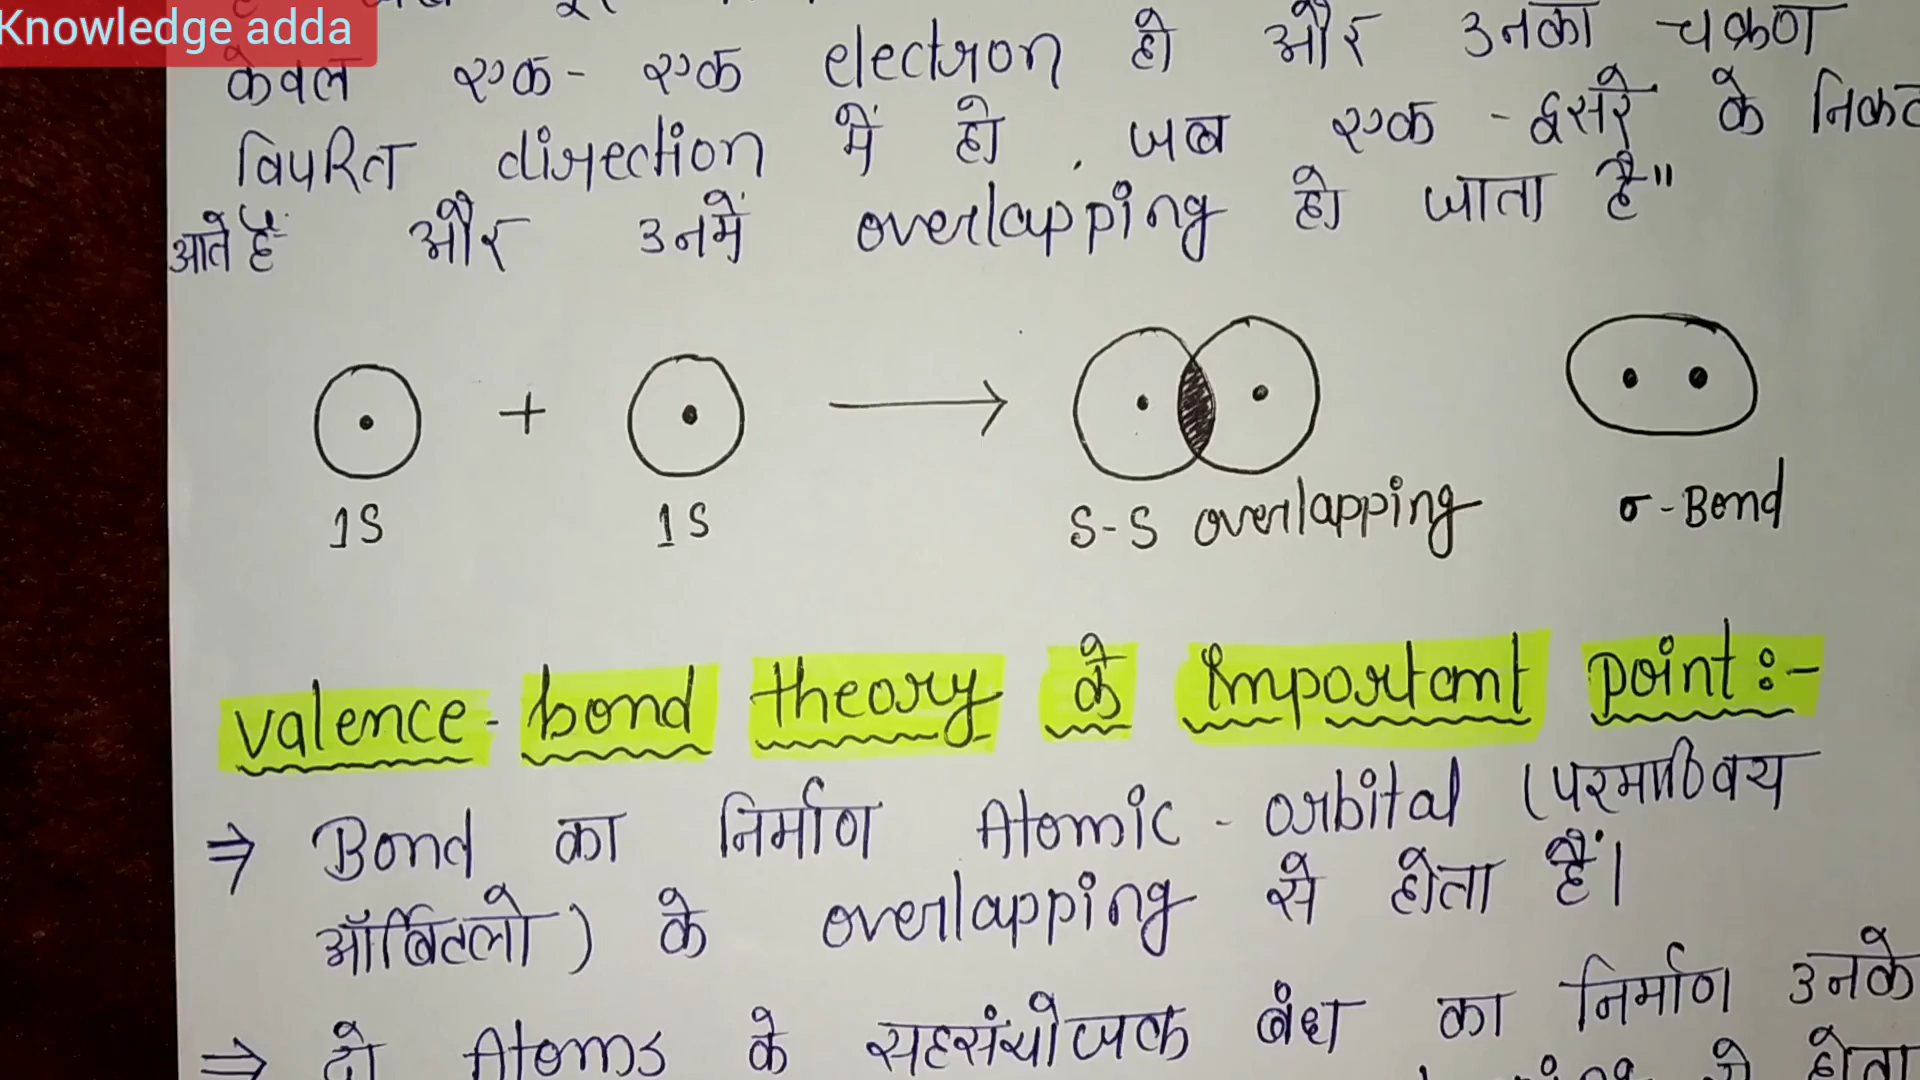 Knowledge adda
केवल एक - एक electron हो और उनका चक्रण
विपरित direction में हो, जब एक - दुसरे के निकट
आते हैं और उनमें overlapping हो जाता है"
+
1S 1S S-S overlapping σ-Bond
valence - bond theory के Important point :-
⇒ Bond का निर्माण Atomic - orbital (परमाण्विय
ऑर्बिटलो) के overlapping से होता हैं।
⇒ दो Atoms के सहसंयोजक बंध का निर्माण उनके
होता